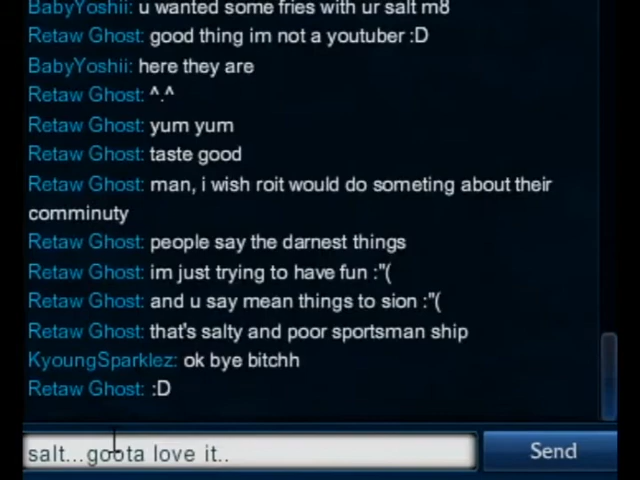 BabyYoshii: u wanted some fries with ur salt m8
Retaw Ghost: good thing im not a youtuber :D
BabyYoshii: here they are
Retaw Ghost: ^.^
Retaw Ghost: yum yum
Retaw Ghost: taste good
Retaw Ghost: man, i wish roit would do someting about their
comminuty
Retaw Ghost: people say the darnest things
Retaw Ghost: im just trying to have fun :"(
Retaw Ghost: and u say mean things to sion :"(
Retaw Ghost: that's salty and poor sportsman ship
KyoungSparklez: ok bye bitchh
Retaw Ghost: :D
salt...goota love it..
Send